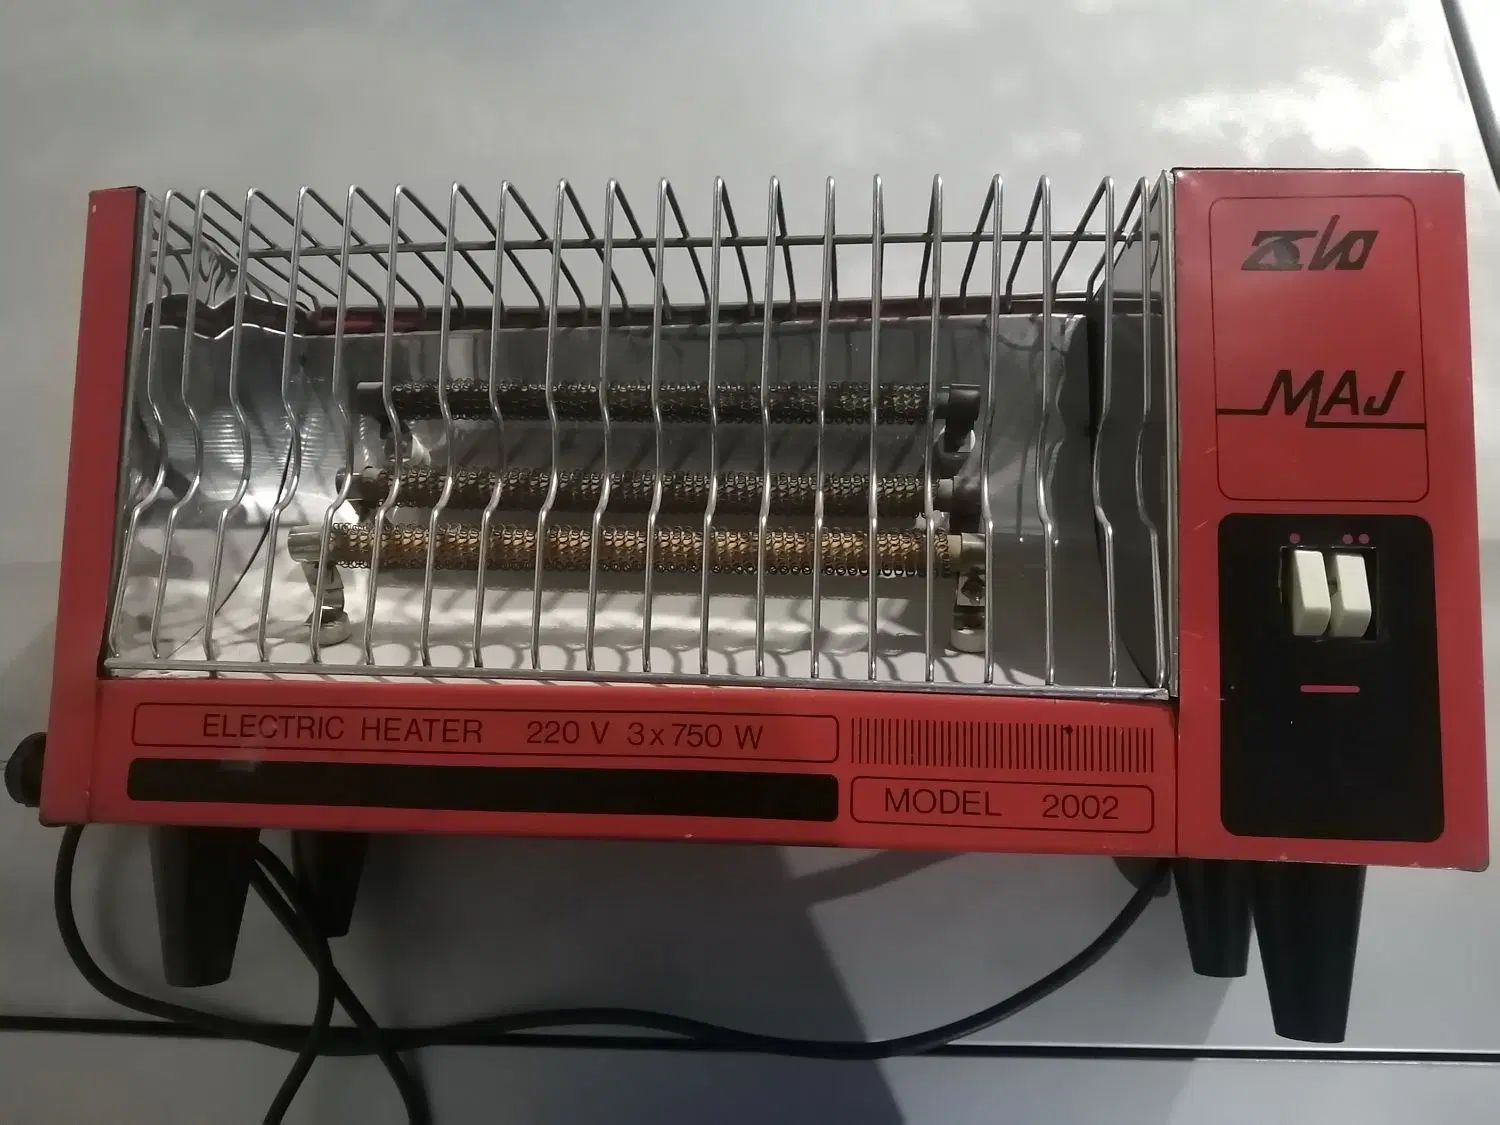 MAJ
ELECTRIC HEATER 220 V 3x750 W
MODEL 2002